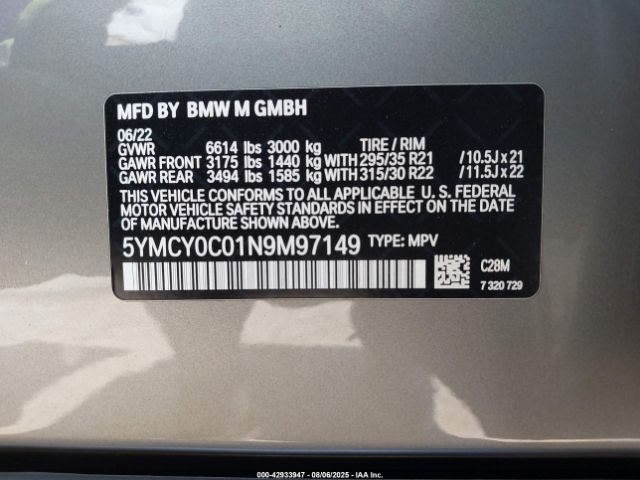 MFD BY BMW M GMBH
06/22
GVWR 6614 lbs 3000 kg TIRE / RIM
GAWR FRONT 3175 lbs 1440 kg WITH 295/35 R21 /10.5J x 21
GAWR REAR 3494 lbs 1585 kg WITH 315/30 R22 /11.5J x 22
THIS VEHICLE CONFORMS TO ALL APPLICABLE U. S. FEDERAL
MOTOR VEHICLE SAFETY STANDARDS IN EFFECT ON THE DATE
OF MANUFACTURE SHOWN ABOVE.
5YMCY0C01N9M97149 TYPE: MPV
C28M
7 320 729
000-42933947 - 08/06/2025 - IAA Inc.